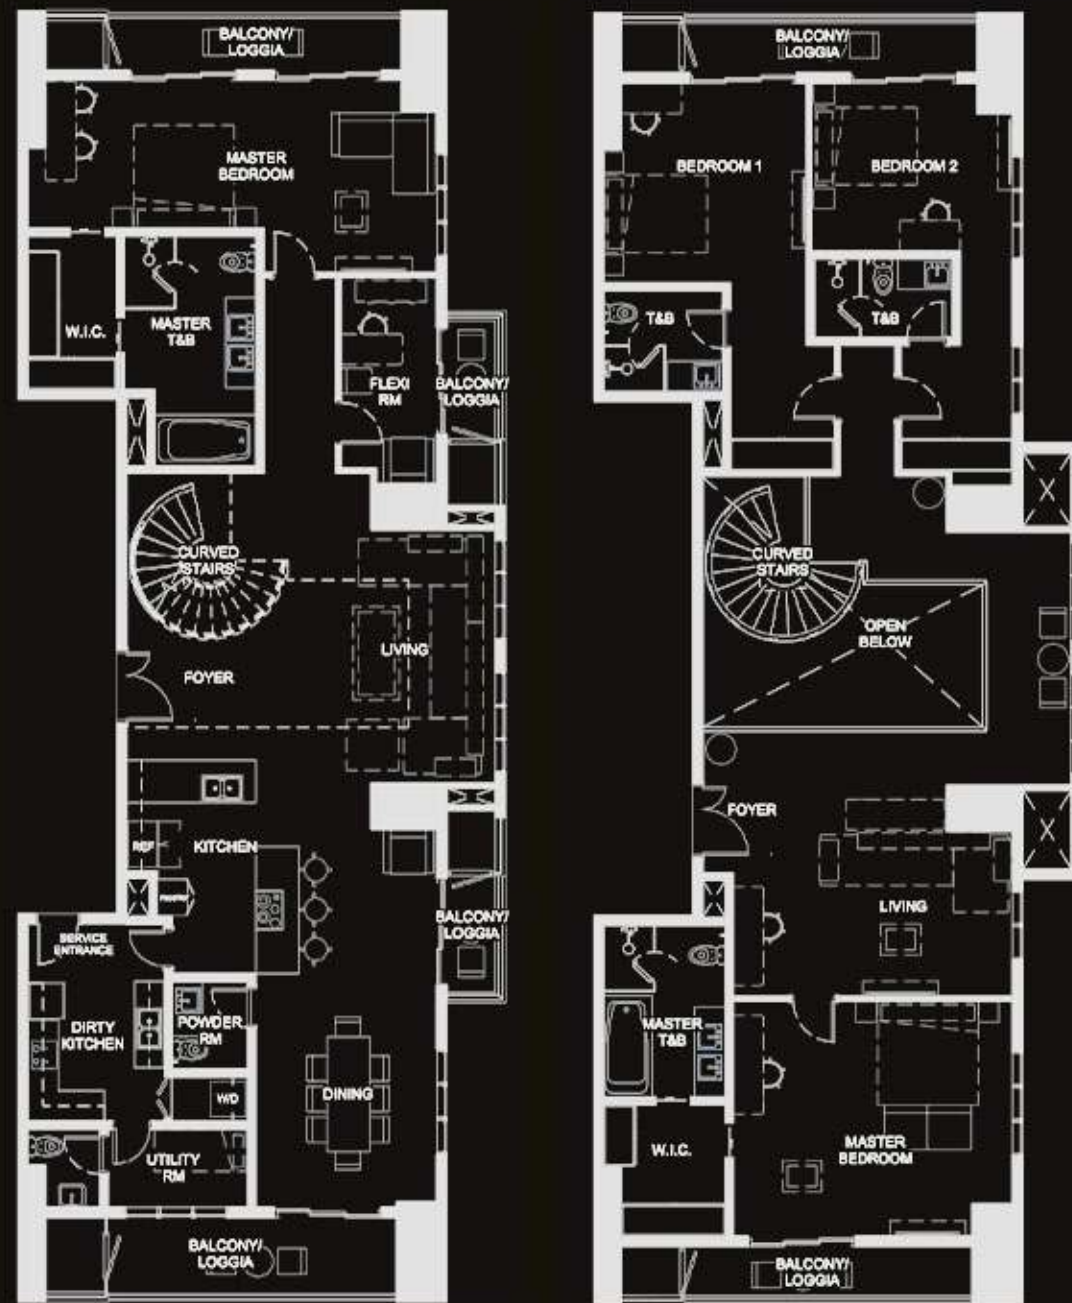 BALCONY/
LOGGIA
MASTER
BEDROOM
W.I.C.
MASTER
T&B
FLEXI
RM
BALCONY/
LOGGIA
CURVED
STAIRS
LIVING
FOYER
REF
KITCHEN
PANTRY
BALCONY/
LOGGIA
SERVICE
ENTRANCE
DIRTY
KITCHEN
POWDER
RM
W/D
DINING
UTILITY
RM
BALCONY/
LOGGIA
BALCONY/
LOGGIA
BEDROOM 1
BEDROOM 2
T&B
T&B
CURVED
STAIRS
OPEN
BELOW
FOYER
LIVING
MASTER
T&B
W.I.C.
MASTER
BEDROOM
BALCONY/
LOGGIA